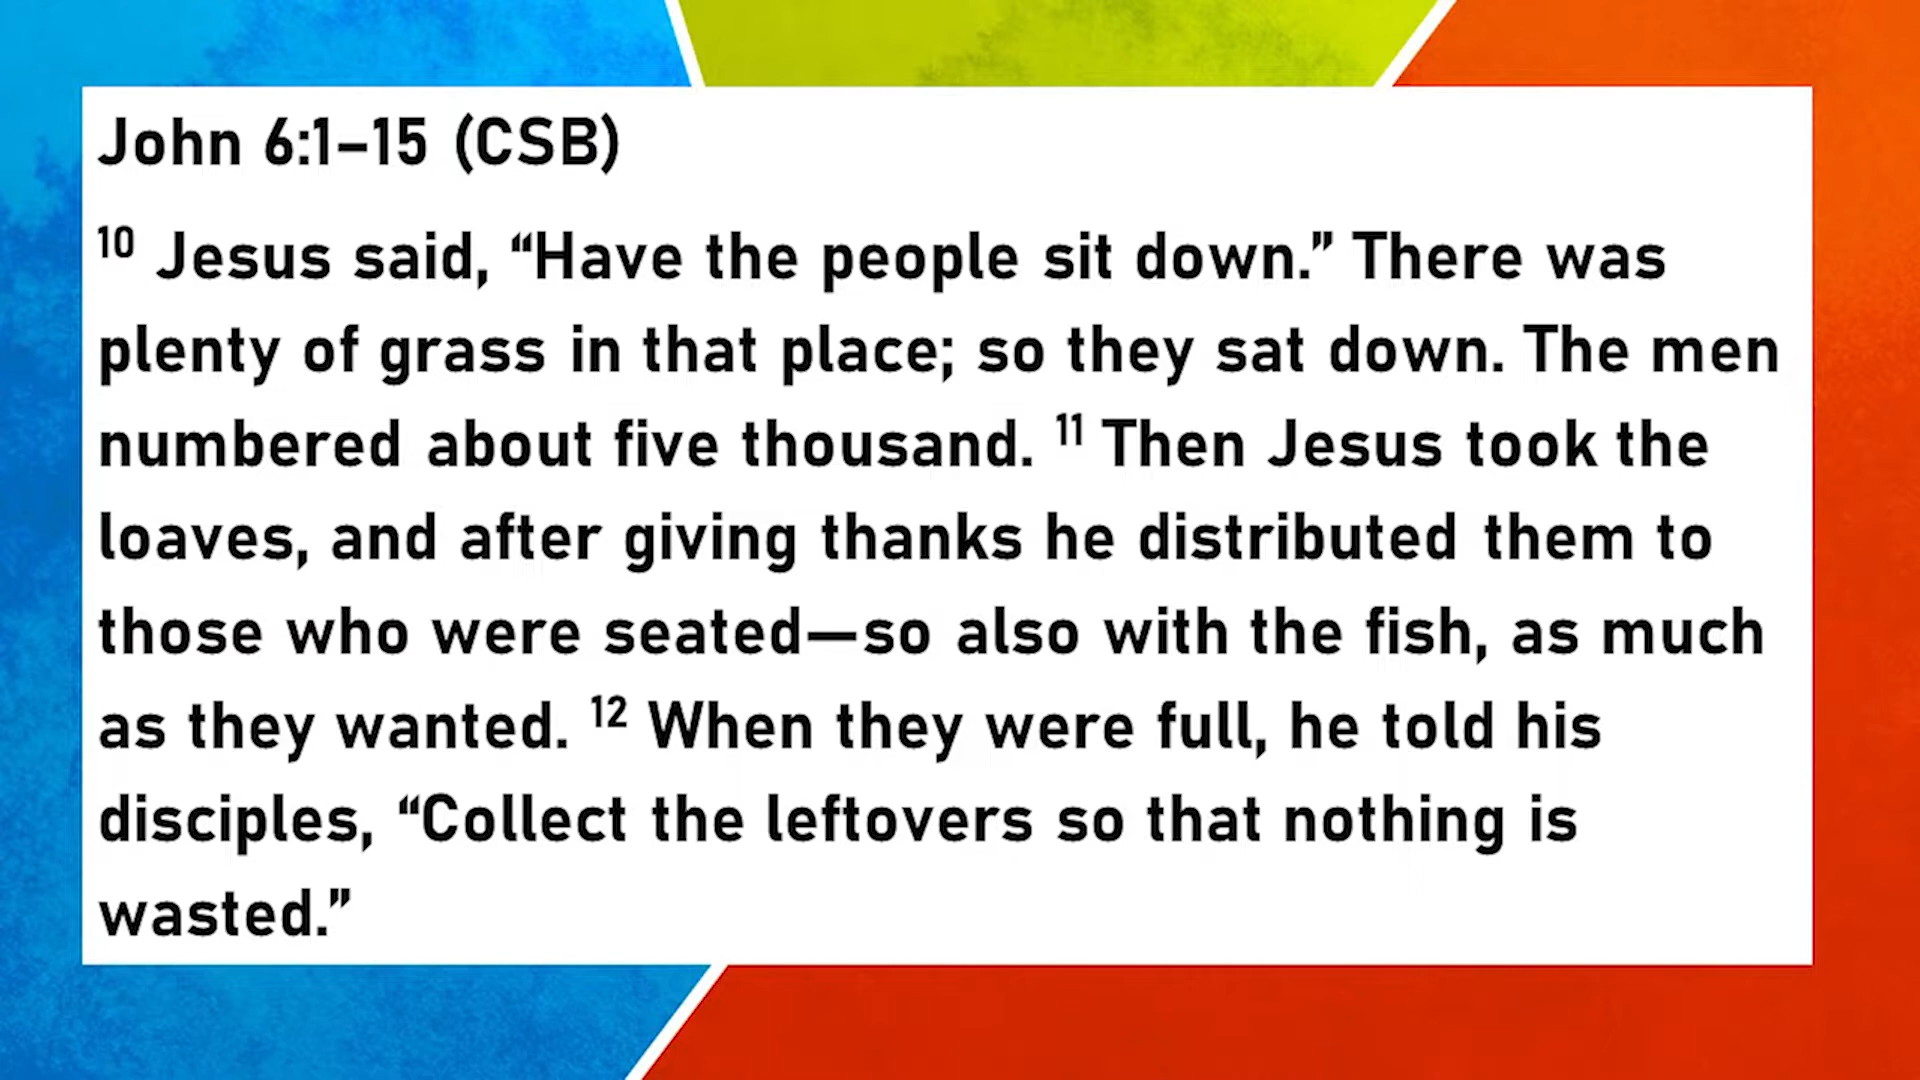 John 6:1–15 (CSB)
10 Jesus said, “Have the people sit down.” There was
plenty of grass in that place; so they sat down. The men
numbered about five thousand. 11 Then Jesus took the
loaves, and after giving thanks he distributed them to
those who were seated—so also with the fish, as much
as they wanted. 12 When they were full, he told his
disciples, “Collect the leftovers so that nothing is
wasted.”